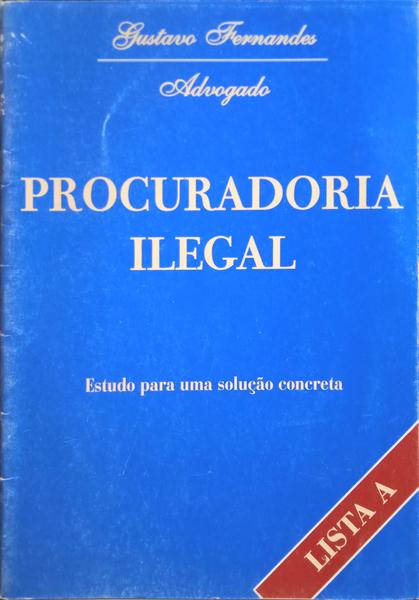 Gustavo Fernandes
Advogado
PROCURADORIA
ILEGAL
Estudo para uma solução concreta
LISTA A